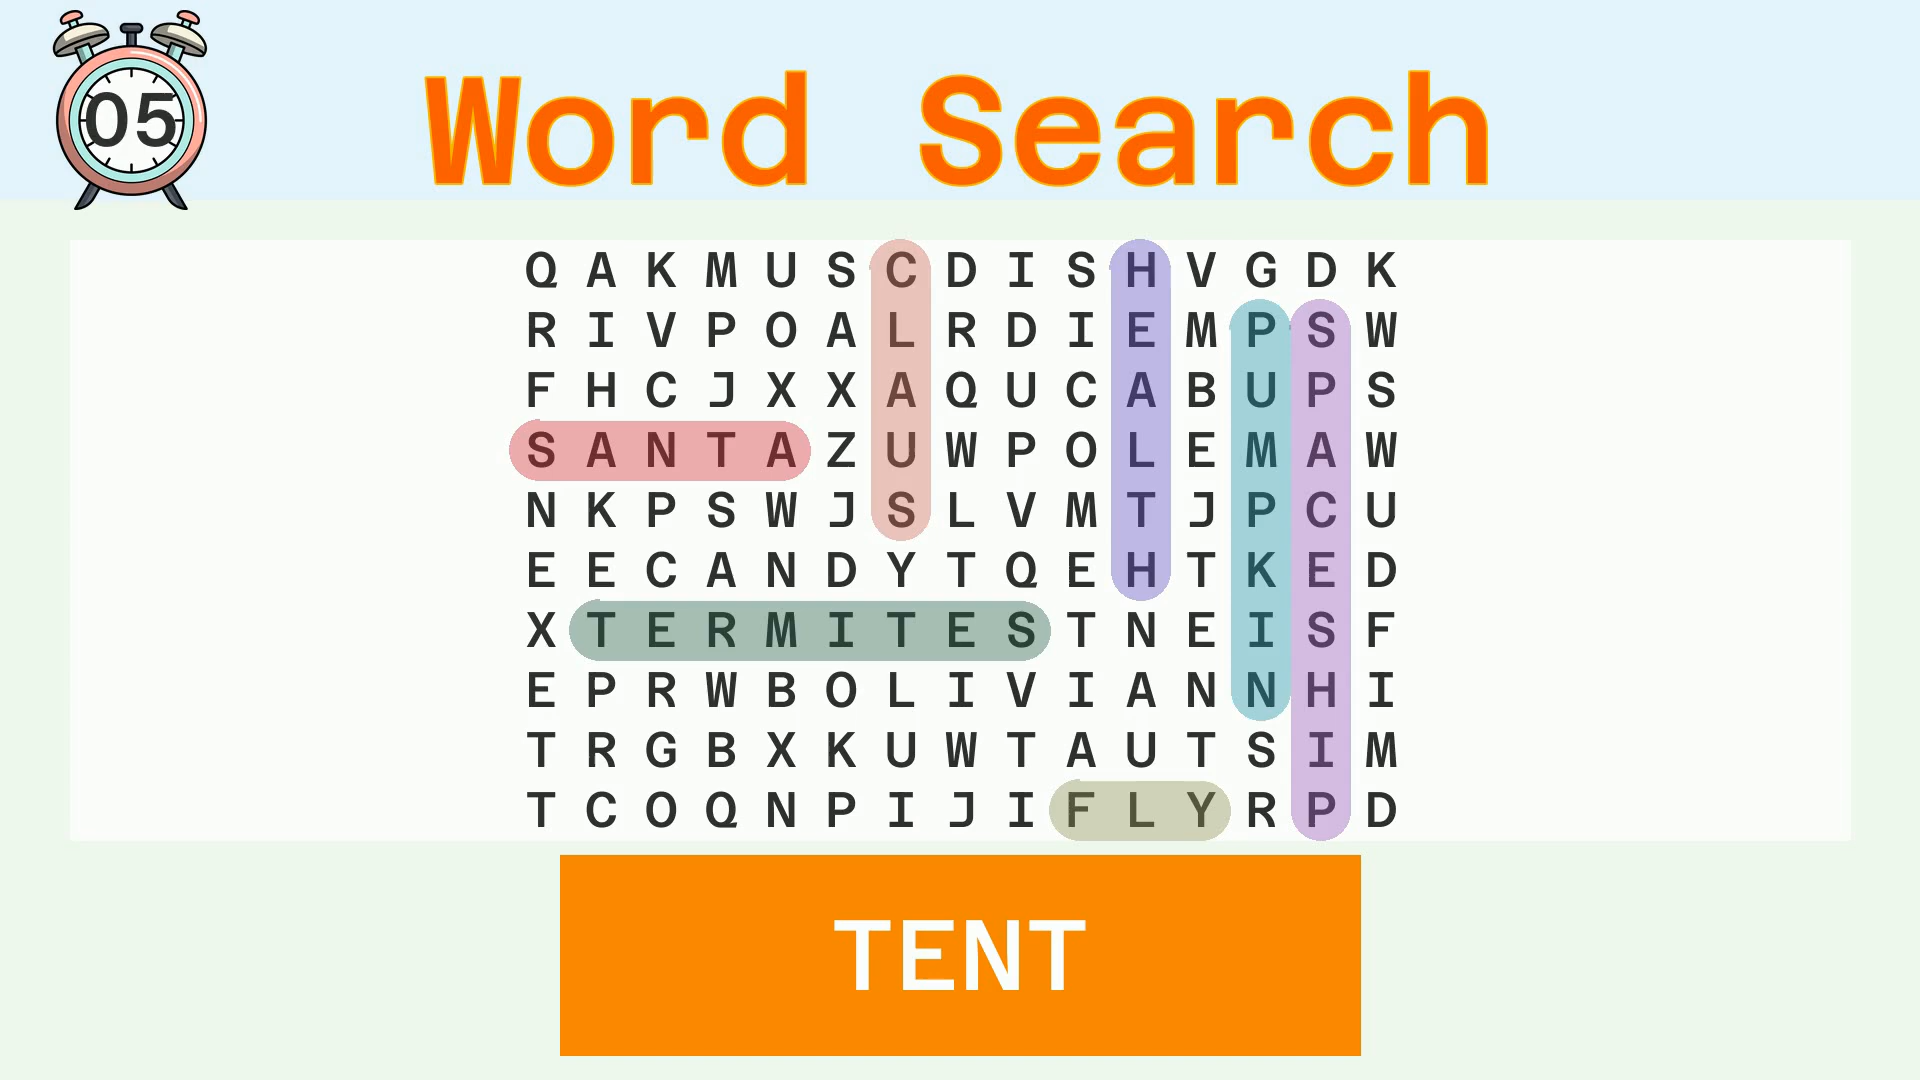 05
Word Search
Q A K M U S C D I S H V G D K
R I V P O A L R D I E M P S W
F H C J X X A Q U C A B U P S
S A N T A Z U W P O L E M A W
N K P S W J S L V M T J P C U
E E C A N D Y T Q E H T K E D
X T E R M I T E S T N E I S F
E P R W B O L I V I A N N H I
T R G B X K U W T A U T S I M
T C O Q N P I J I F L Y R P D
TENT